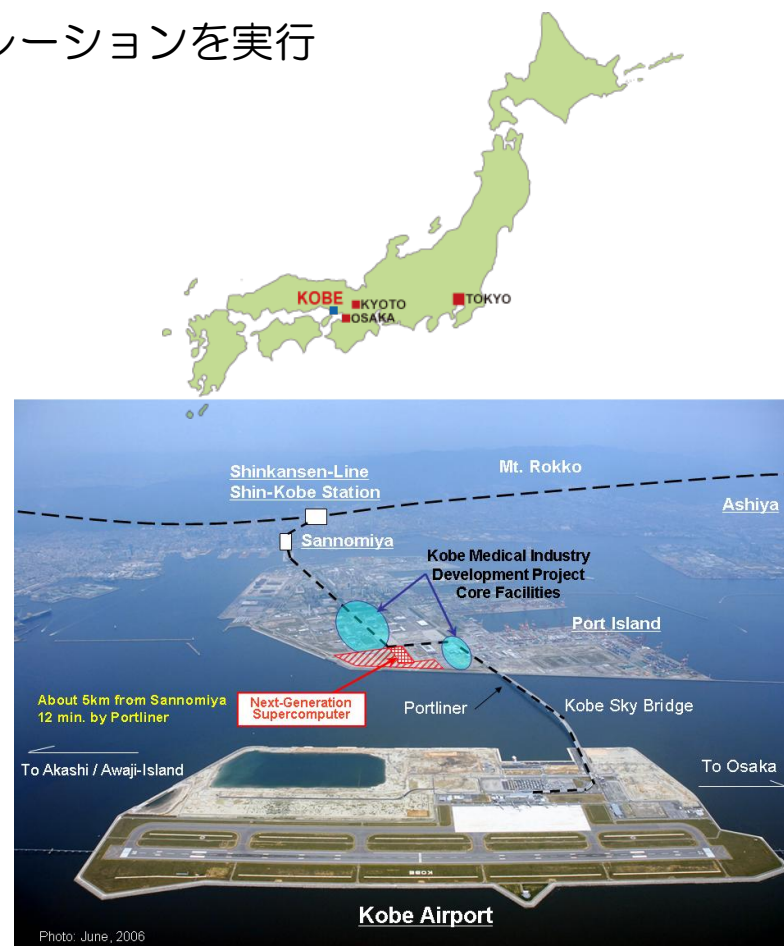 レーションを実行
KOBE
KYOTO
OSAKA
TOKYO
Shinkansen-Line
Shin-Kobe Station
Mt. Rokko
Ashiya
Sannomiya
Kobe Medical Industry
Development Project
Core Facilities
Port Island
About 5km from Sannomiya
12 min. by Portliner
Next-Generation
Supercomputer
Portliner
Kobe Sky Bridge
To Akashi / Awaji-Island
To Osaka
KOBE
Kobe Airport
Photo: June, 2006